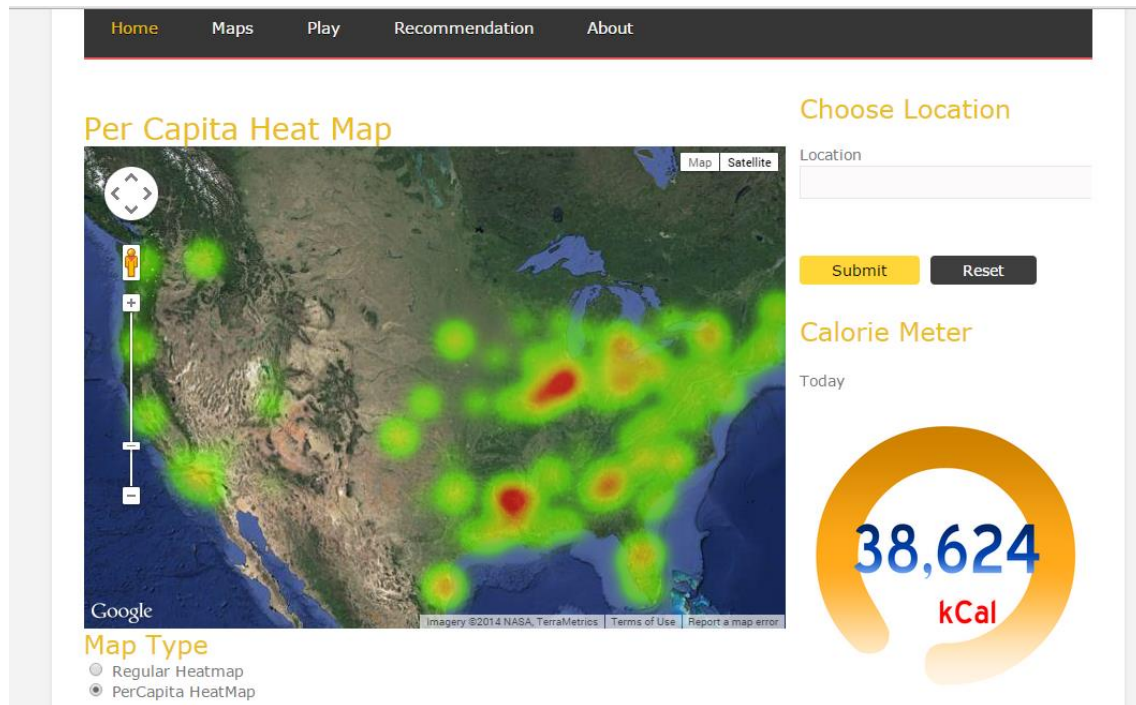 Home Maps Play Recommendation About
Per Capita Heat Map
Map Satellite
+
−
Google
Imagery ©2014 NASA, TerraMetrics Terms of Use Report a map error
Map Type
Regular Heatmap
PerCapita HeatMap
Choose Location
Location
Submit Reset
Calorie Meter
Today
38,624
kCal